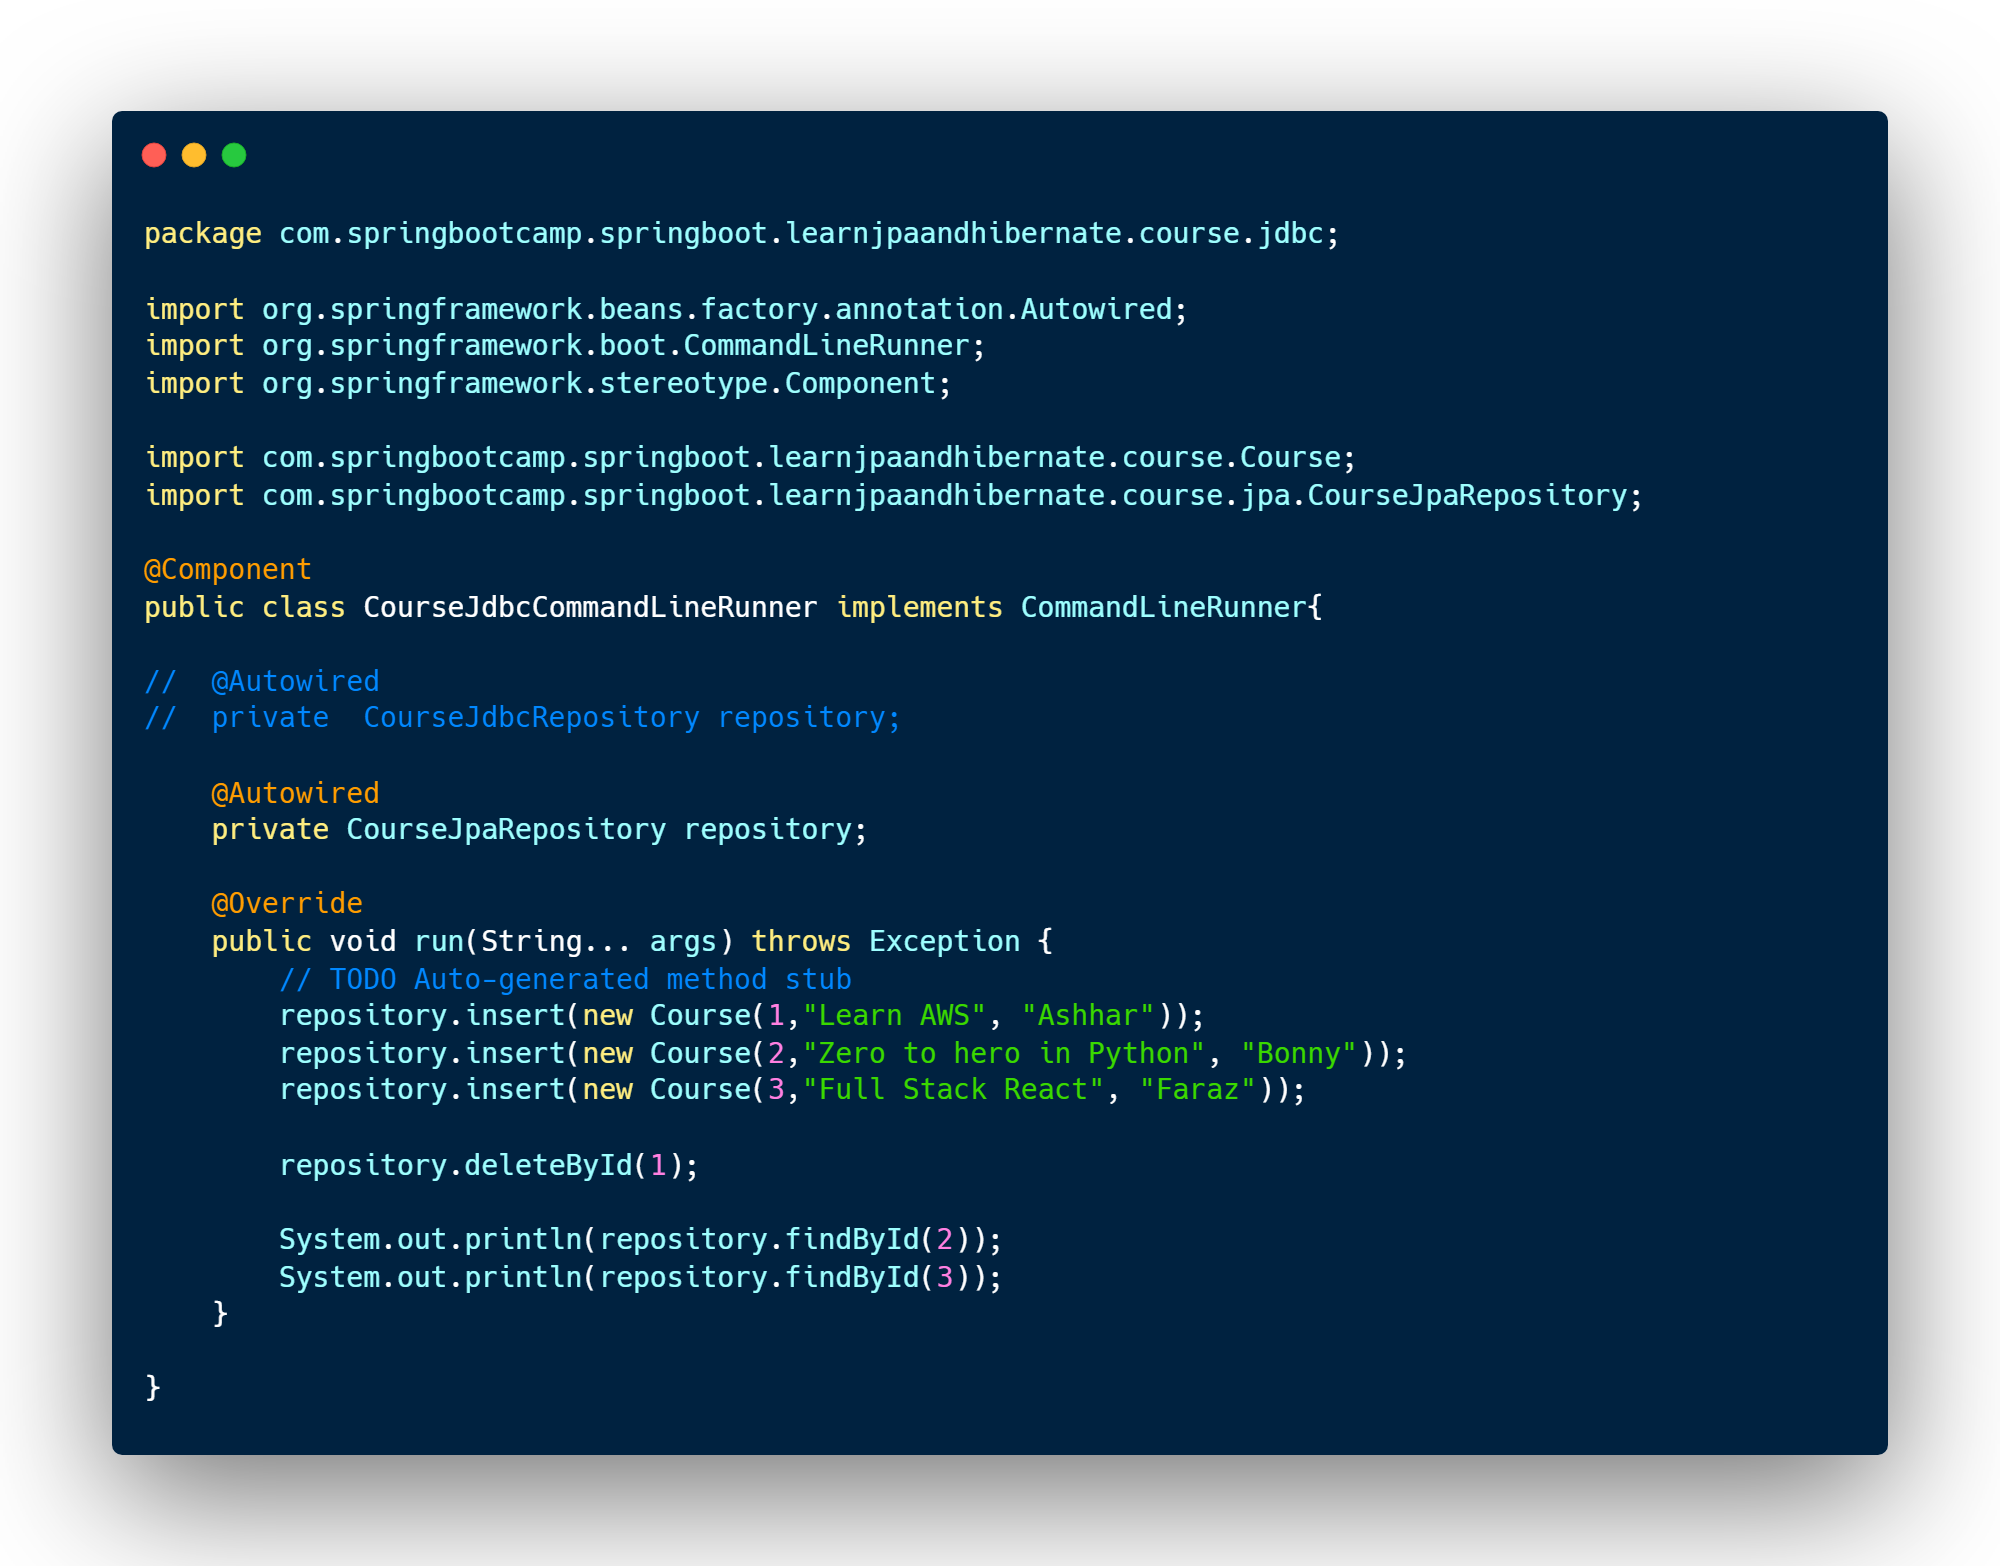 package com.springbootcamp.springboot.learnjpaandhibernate.course.jdbc;

import org.springframework.beans.factory.annotation.Autowired;
import org.springframework.boot.CommandLineRunner;
import org.springframework.stereotype.Component;

import com.springbootcamp.springboot.learnjpaandhibernate.course.Course;
import com.springbootcamp.springboot.learnjpaandhibernate.course.jpa.CourseJpaRepository;

@Component
public class CourseJdbcCommandLineRunner implements CommandLineRunner{

//  @Autowired
//  private  CourseJdbcRepository repository;

    @Autowired
    private CourseJpaRepository repository;

    @Override
    public void run(String... args) throws Exception {
        // TODO Auto-generated method stub
        repository.insert(new Course(1,"Learn AWS", "Ashhar"));
        repository.insert(new Course(2,"Zero to hero in Python", "Bonny"));
        repository.insert(new Course(3,"Full Stack React", "Faraz"));

        repository.deleteById(1);

        System.out.println(repository.findById(2));
        System.out.println(repository.findById(3));
    }

}